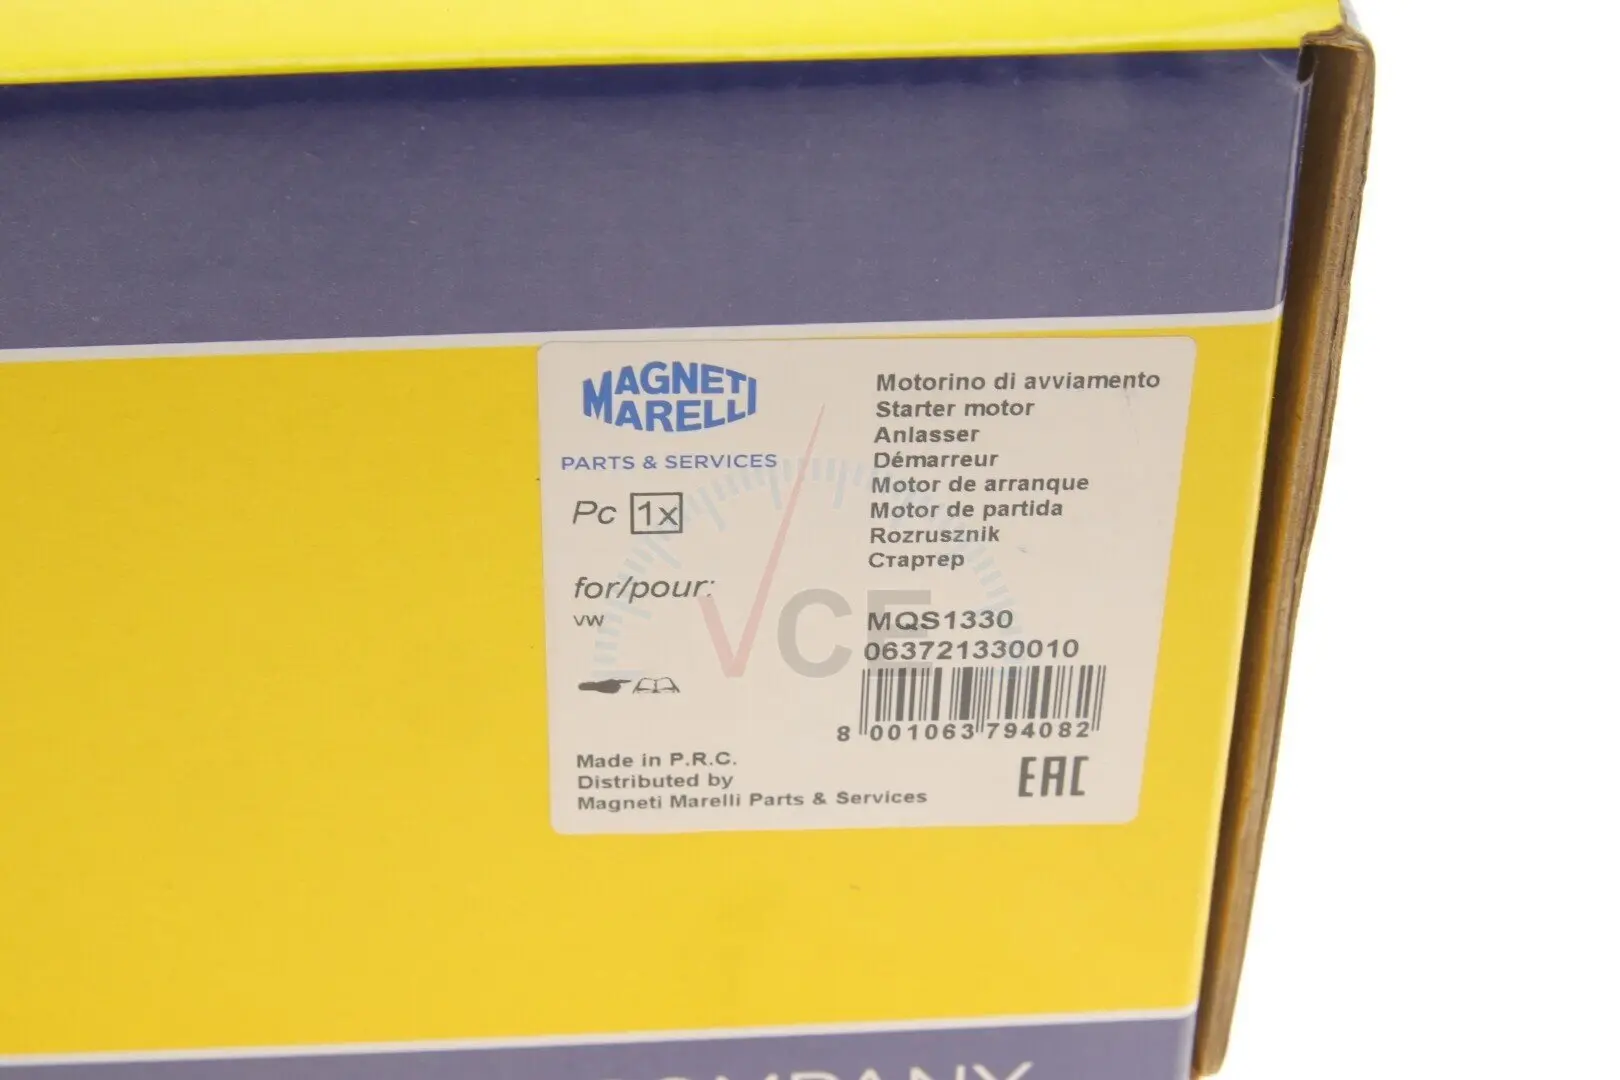 MAGNETI
MARELLI
PARTS & SERVICES
Pc 1x
for/pour:
VW
Made in P.R.C.
Distributed by
Magneti Marelli Parts & Services
Motorino di avviamento
Starter motor
Anlasser
Démarreur
Motor de arranque
Motor de partida
Rozrusznik
Стартер
MQS1330
063721330010
8 001063 794082
EAC
VCE
COMPANY